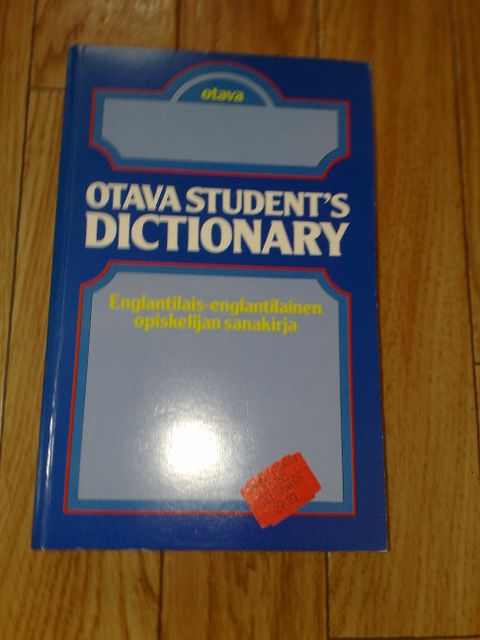 otava
OTAVA STUDENT'S
DICTIONARY
Englantilais-englantilainen
opiskelijan sanakirja